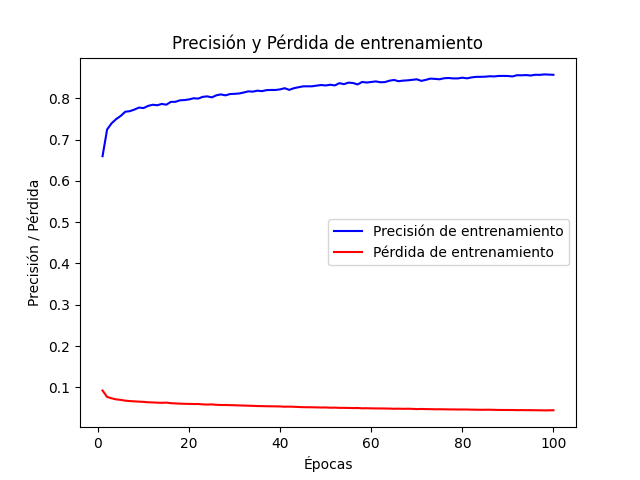 Precisión y Pérdida de entrenamiento
0.8
0.7
0.6
0.5
0.4
0.3
0.2
0.1
Precisión / Pérdida
Precisión de entrenamiento
Pérdida de entrenamiento
0 20 40 60 80 100
Épocas